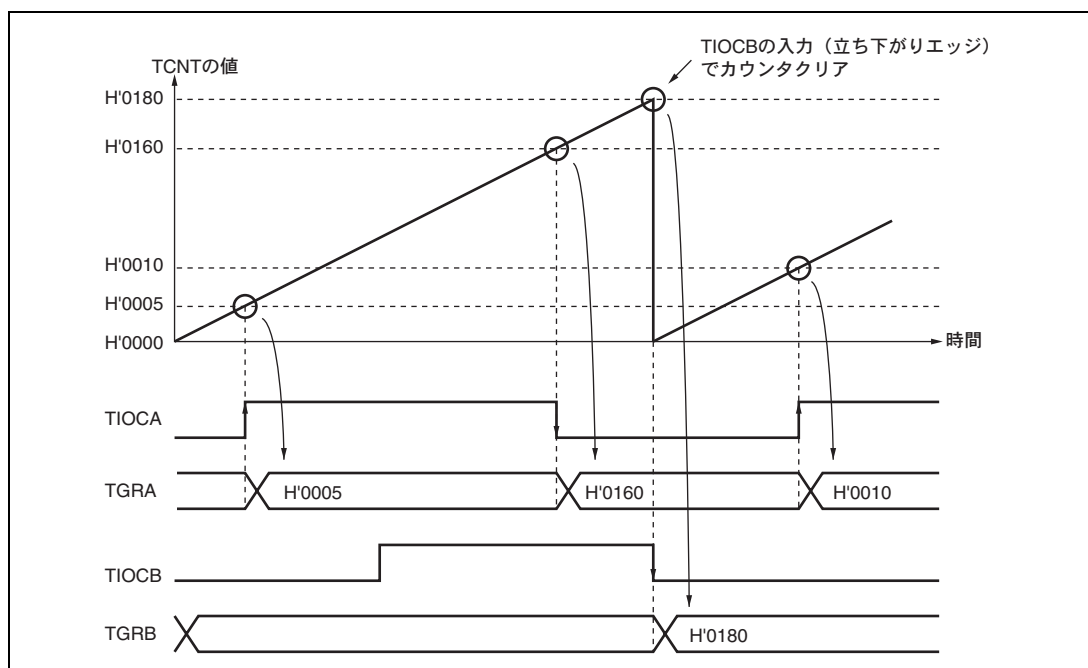 TIOCBの入力（立ち下がりエッジ）
でカウンタクリア
TCNTの値
H'0180
H'0160
H'0010
H'0005
H'0000
時間
TIOCA
TGRA
H'0005
H'0160
H'0010
TIOCB
TGRB
H'0180